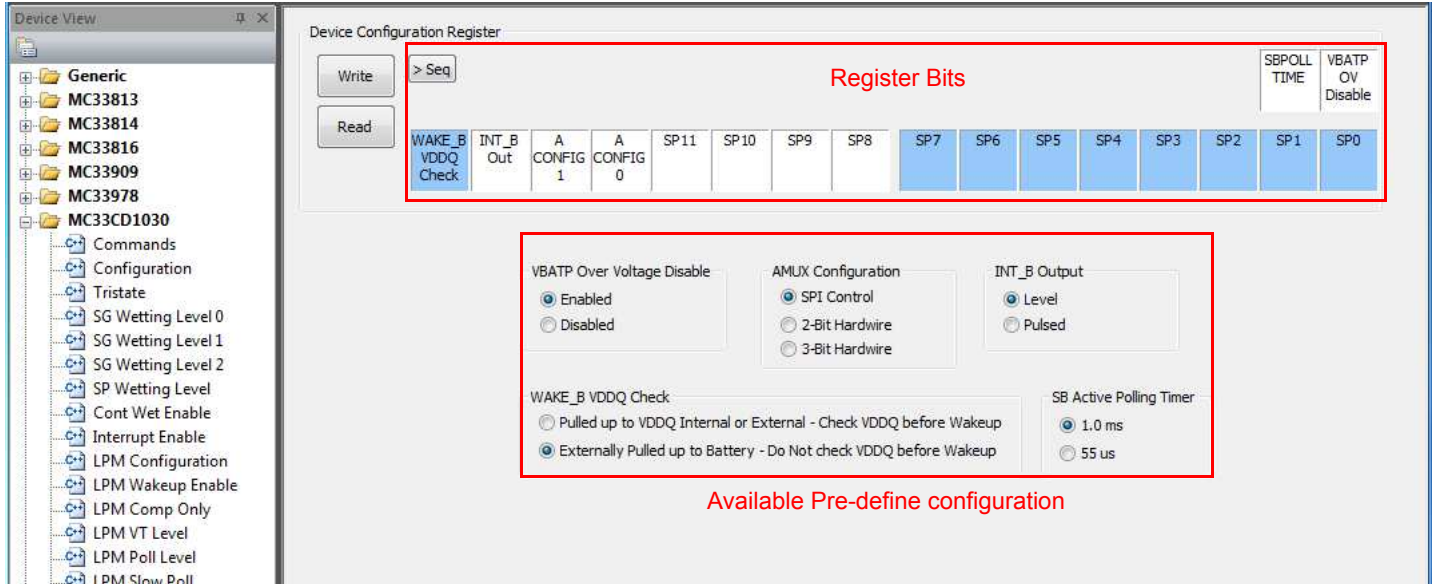 Device View
Generic
MC33813
MC33814
MC33816
MC33909
MC33978
MC33CD1030
Commands
Configuration
Tristate
SG Wetting Level 0
SG Wetting Level 1
SG Wetting Level 2
SP Wetting Level
Cont Wet Enable
Interrupt Enable
LPM Configuration
LPM Wakeup Enable
LPM Comp Only
LPM VT Level
LPM Poll Level
LPM Slow Poll
Device Configuration Register
Write
Read
> Seq
Register Bits
SBPOLL
TIME
VBATP
OV
Disable
WAKE_B
VDDQ
Check
INT_B
Out
A
CONFIG
1
A
CONFIG
0
SP11
SP10
SP9
SP8
SP7
SP6
SP5
SP4
SP3
SP2
SP1
SP0
VBATP Over Voltage Disable
Enabled
Disabled
AMUX Configuration
SPI Control
2-Bit Hardwire
3-Bit Hardwire
INT_B Output
Level
Pulsed
WAKE_B VDDQ Check
Pulled up to VDDQ Internal or External - Check VDDQ before Wakeup
Externally Pulled up to Battery - Do Not check VDDQ before Wakeup
SB Active Polling Timer
1.0 ms
55 us
Available Pre-define configuration